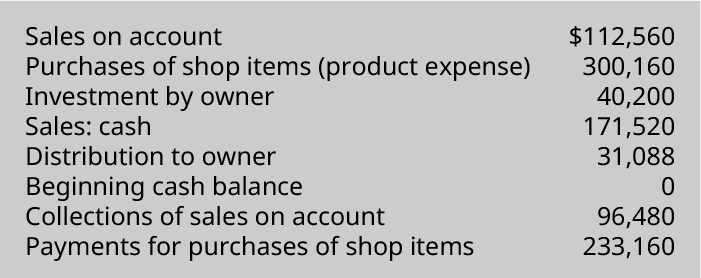 Sales on account $112,560
Purchases of shop items (product expense) 300,160
Investment by owner 40,200
Sales: cash 171,520
Distribution to owner 31,088
Beginning cash balance 0
Collections of sales on account 96,480
Payments for purchases of shop items 233,160